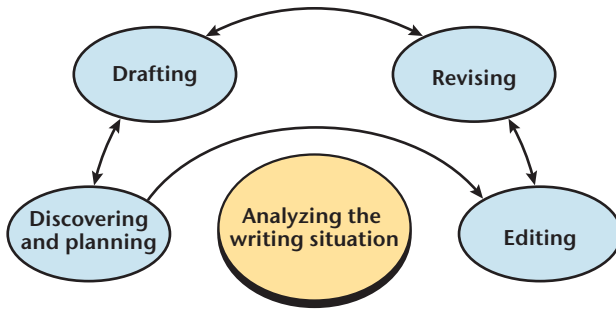 Drafting
Revising
Discovering
and planning
Analyzing the
writing situation
Editing